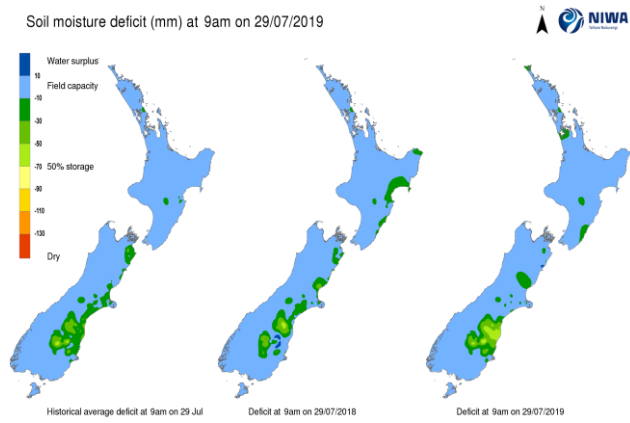 Soil moisture deficit (mm) at 9am on 29/07/2019
N
NIWA
Taihoro Nukurangi
Water surplus
10
Field capacity
-10
-30
-50
50% storage
-70
-90
-110
-130
Dry
Historical average deficit at 9am on 29 Jul
Deficit at 9am on 29/07/2018
Deficit at 9am on 29/07/2019